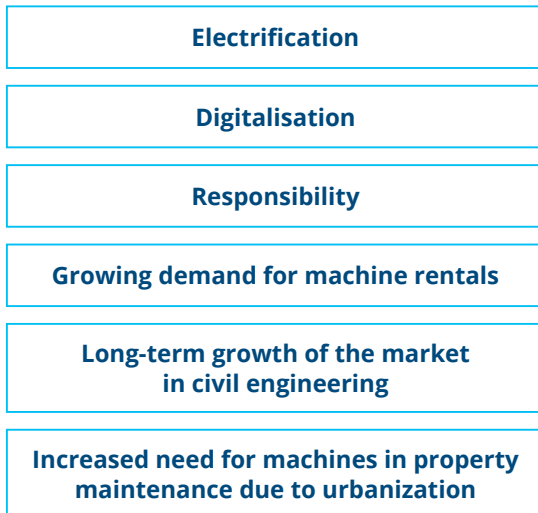 Electrification
Digitalisation
Responsibility
Growing demand for machine rentals
Long-term growth of the market
in civil engineering
Increased need for machines in property
maintenance due to urbanization